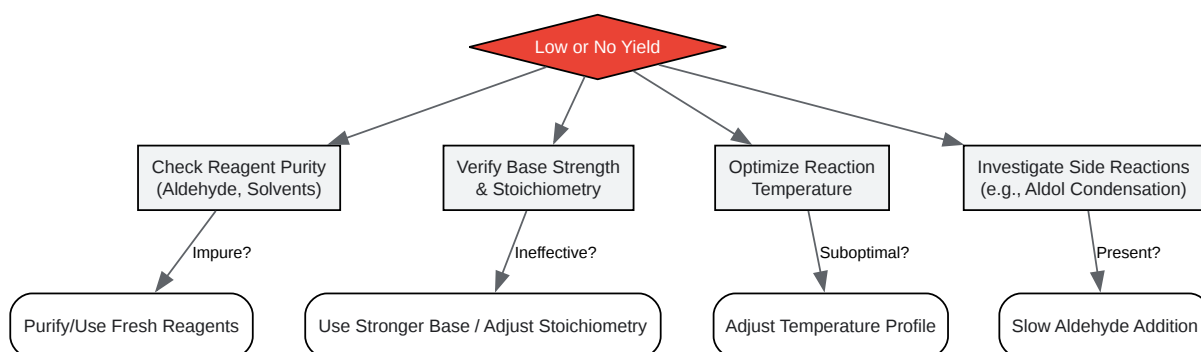 Low or No Yield
Check Reagent Purity
(Aldehyde, Solvents)
Verify Base Strength
& Stoichiometry
Optimize Reaction
Temperature
Investigate Side Reactions
(e.g., Aldol Condensation)
Impure?
Ineffective?
Suboptimal?
Present?
Purify/Use Fresh Reagents
Use Stronger Base / Adjust Stoichiometry
Adjust Temperature Profile
Slow Aldehyde Addition